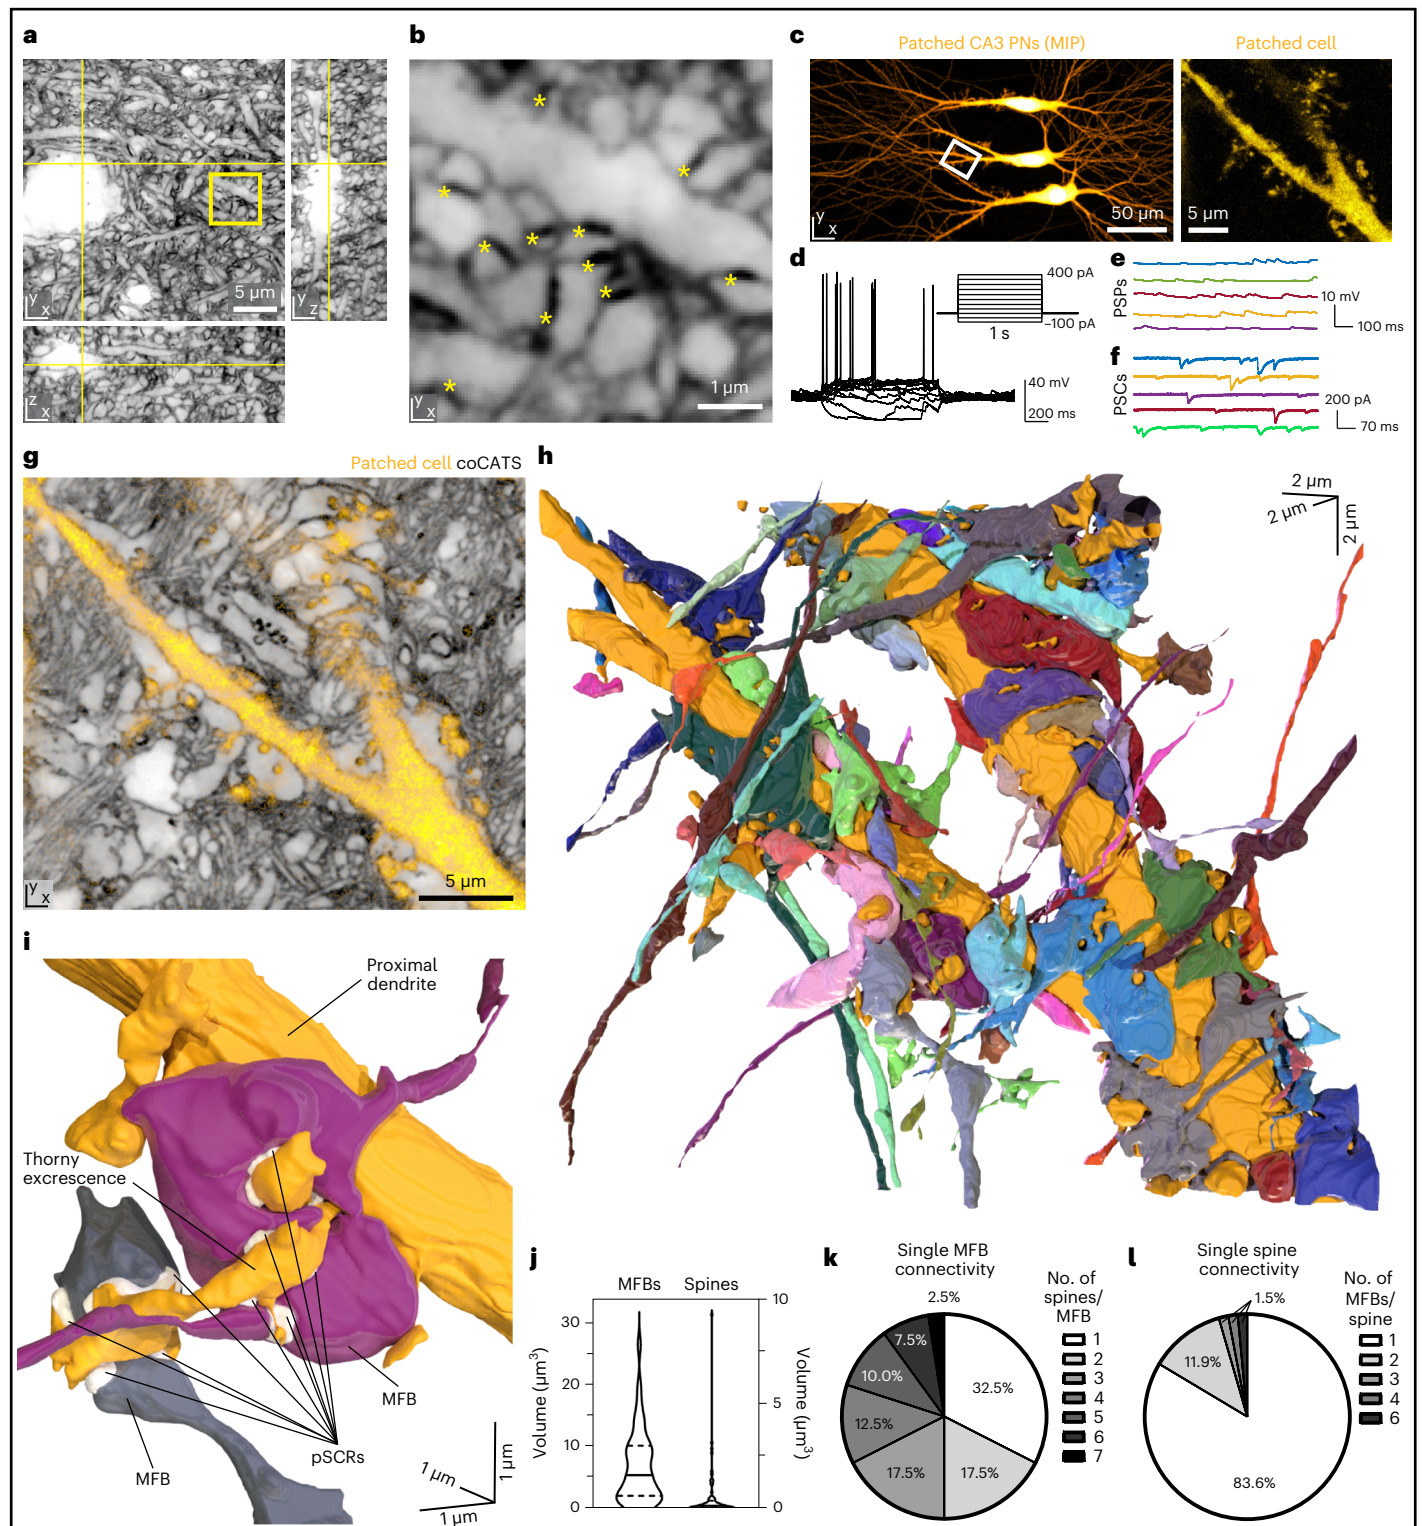 a
y
x
5 µm
y
z
z
x
b
y
x
1 µm
c
Patched CA3 PNs (MIP)
Patched cell
y
x
50 µm
5 µm
d
400 pA
–100 pA
1 s
40 mV
200 ms
e
PSPs
10 mV
100 ms
f
PSCs
200 pA
70 ms
g
Patched cell coCATS
y
x
5 µm
h
2 µm
2 µm
2 µm
i
Proximal
dendrite
Thorny
excrescence
MFB
MFB
pSCRs
1 µm
1 µm
1 µm
j
MFBs
Spines
Volume (µm³)
30
20
10
0
10
5
0
Volume (µm³)
k
Single MFB
connectivity
2.5%
7.5%
10.0%
12.5%
17.5%
17.5%
32.5%
No. of
spines/
MFB
1
2
3
4
5
6
7
l
Single spine
connectivity
1.5%
11.9%
83.6%
No. of
MFBs/
spine
1
2
3
4
6